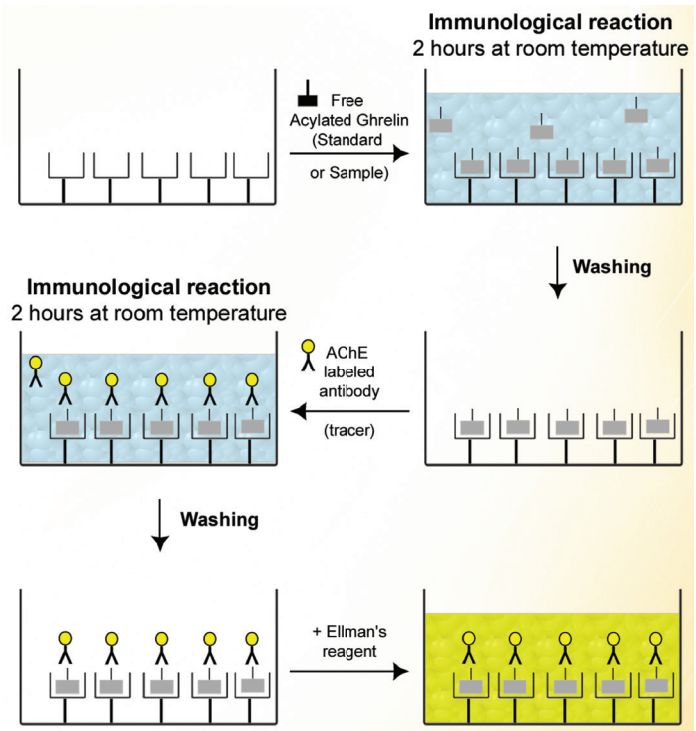 Immunological reaction
2 hours at room temperature
Free
Acylated Ghrelin
(Standard
or Sample)
Washing
Immunological reaction
2 hours at room temperature
AChE
labeled
antibody
(tracer)
Washing
+ Ellman's
reagent